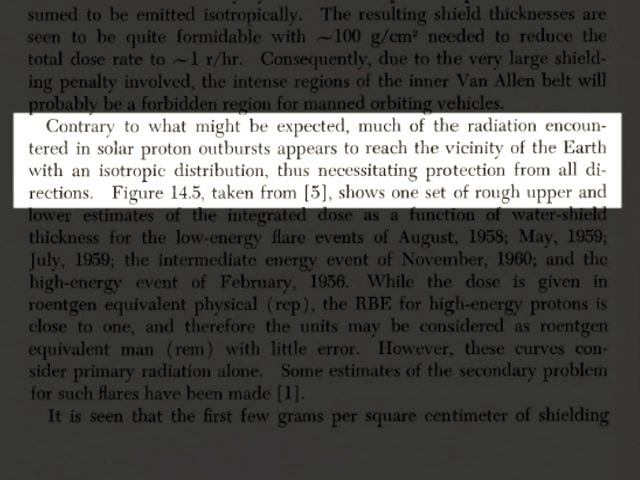 sumed to be emitted isotropically. The resulting shield thicknesses are
seen to be quite formidable with ~100 g/cm² needed to reduce the
total dose rate to ~1 r/hr. Consequently, due to the very large shield-
ing penalty involved, the intense regions of the inner Van Allen belt will
probably be a forbidden region for manned orbiting vehicles.
Contrary to what might be expected, much of the radiation encoun-
tered in solar proton outbursts appears to reach the vicinity of the Earth
with an isotropic distribution, thus necessitating protection from all di-
rections. Figure 14.5, taken from [5], shows one set of rough upper and
lower estimates of the integrated dose as a function of water-shield
thickness for the low-energy flare events of August, 1958; May, 1959;
July, 1959; the intermediate energy event of November, 1960; and the
high-energy event of February, 1956. While the dose is given in
roentgen equivalent physical (rep), the RBE for high-energy protons is
close to one, and therefore the units may be considered as roentgen
equivalent man (rem) with little error. However, these curves con-
sider primary radiation alone. Some estimates of the secondary problem
for such flares have been made [1].
It is seen that the first few grams per square centimeter of shielding